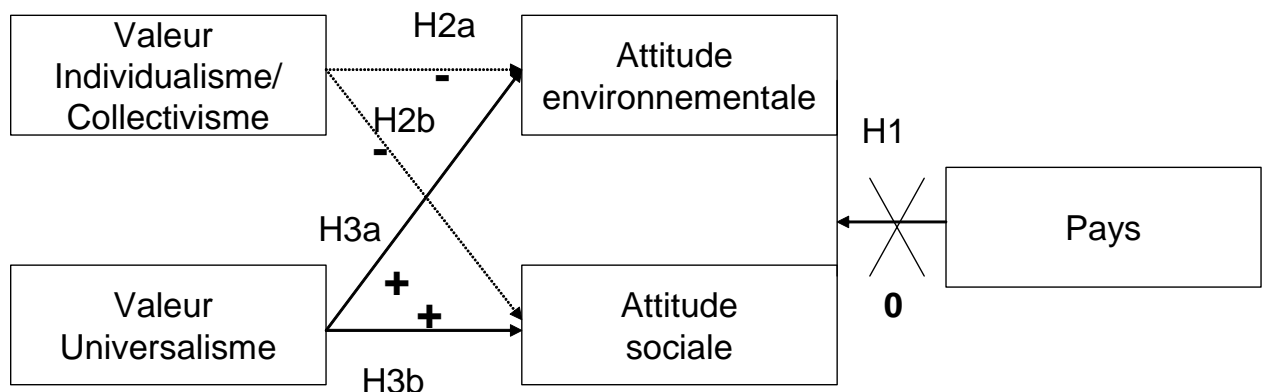 Valeur
Individualisme/
Collectivisme
H2a
-
Attitude
environnementale
H2b
-
H1
Pays
0
H3a
+
+
Valeur
Universalisme
H3b
Attitude
sociale